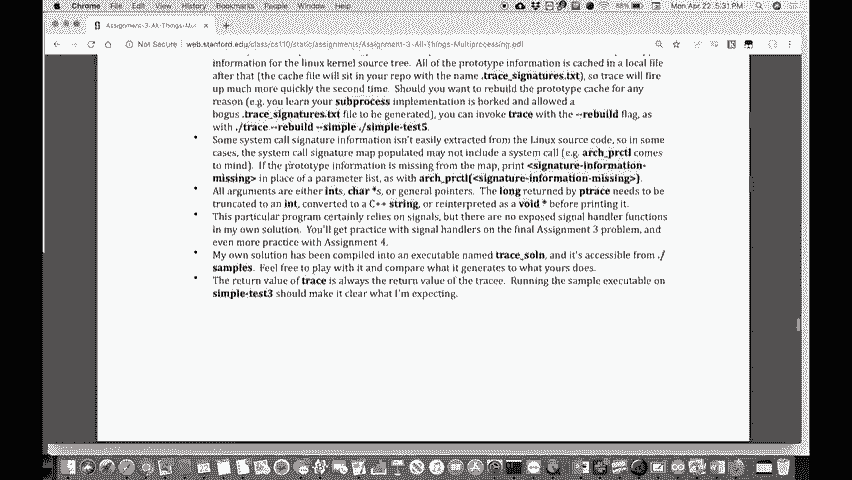 Chrome File Edit View History Bookmarks People Window Help
Mon Apr 22, 5:31 PM
Assignment-3-All-Things-Mu
Not Secure web.stanford.edu/class/cs110/static/assignments/Assignment-3-All-Things-Multiprocessing.pdf
information for the linux kernel source tree. All of the prototype information is cached in a local file
after that (the cache file will sit in your repo with the name .trace_signatures.txt), so trace will fire
up much more quickly the second time. Should you want to rebuild the prototype cache for any
reason (e.g. you learn your subprocess implementation is borked and allowed a
bogus .trace_signatures.txt file to be generated), you can invoke trace with the --rebuild flag, as
with ./trace --rebuild --simple ./simple-test5.
• Some system call signature information isn't easily extracted from the Linux source code, so in some
cases, the system call signature map populated may not include a system call (e.g. arch_prctl comes
to mind). If the prototype information is missing from the map, print <signature-information-
missing> in place of a parameter list, as with arch_prctl(<signature-information-missing>).
• All arguments are either ints, char *s, or general pointers. The long returned by ptrace needs to be
truncated to an int, converted to a C++ string, or reinterpreted as a void * before printing it.
• This particular program certainly relies on signals, but there are no exposed signal handler functions
in my own solution. You'll get practice with signal handlers on the final Assignment 3 problem, and
even more practice with Assignment 4.
• My own solution has been compiled into an executable named trace_soln, and it's accessible from ./
samples. Feel free to play with it and compare what it generates to what yours does.
• The return value of trace is always the return value of the tracee. Running the sample executable on
simple-test3 should make it clear what I'm expecting.